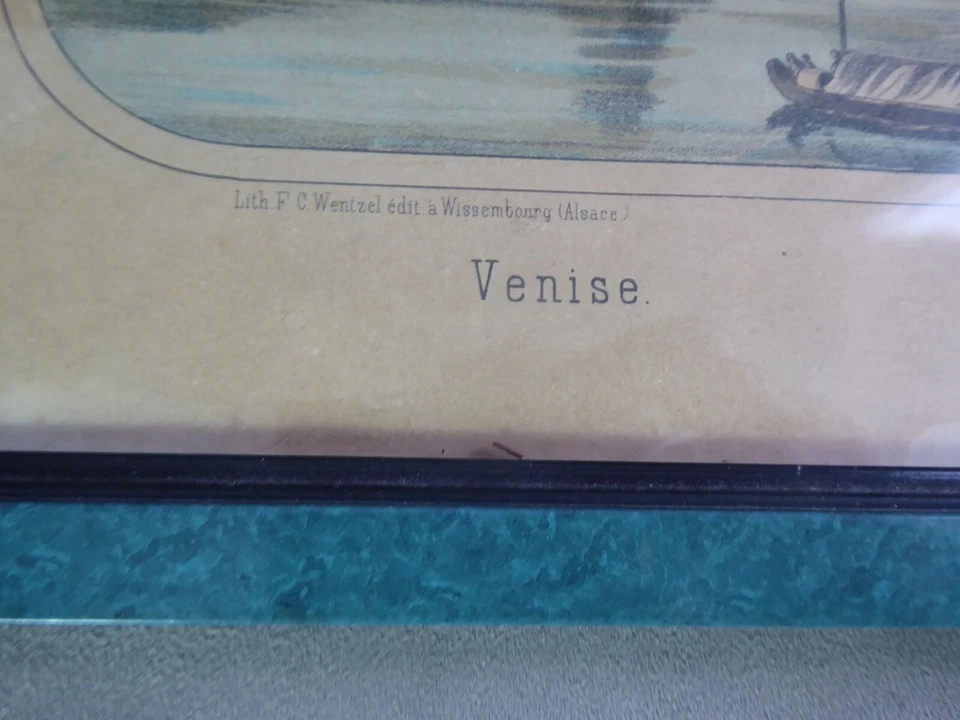 Lith F C. Wentzel édit. à Wissembourg (Alsace.)
Venise.